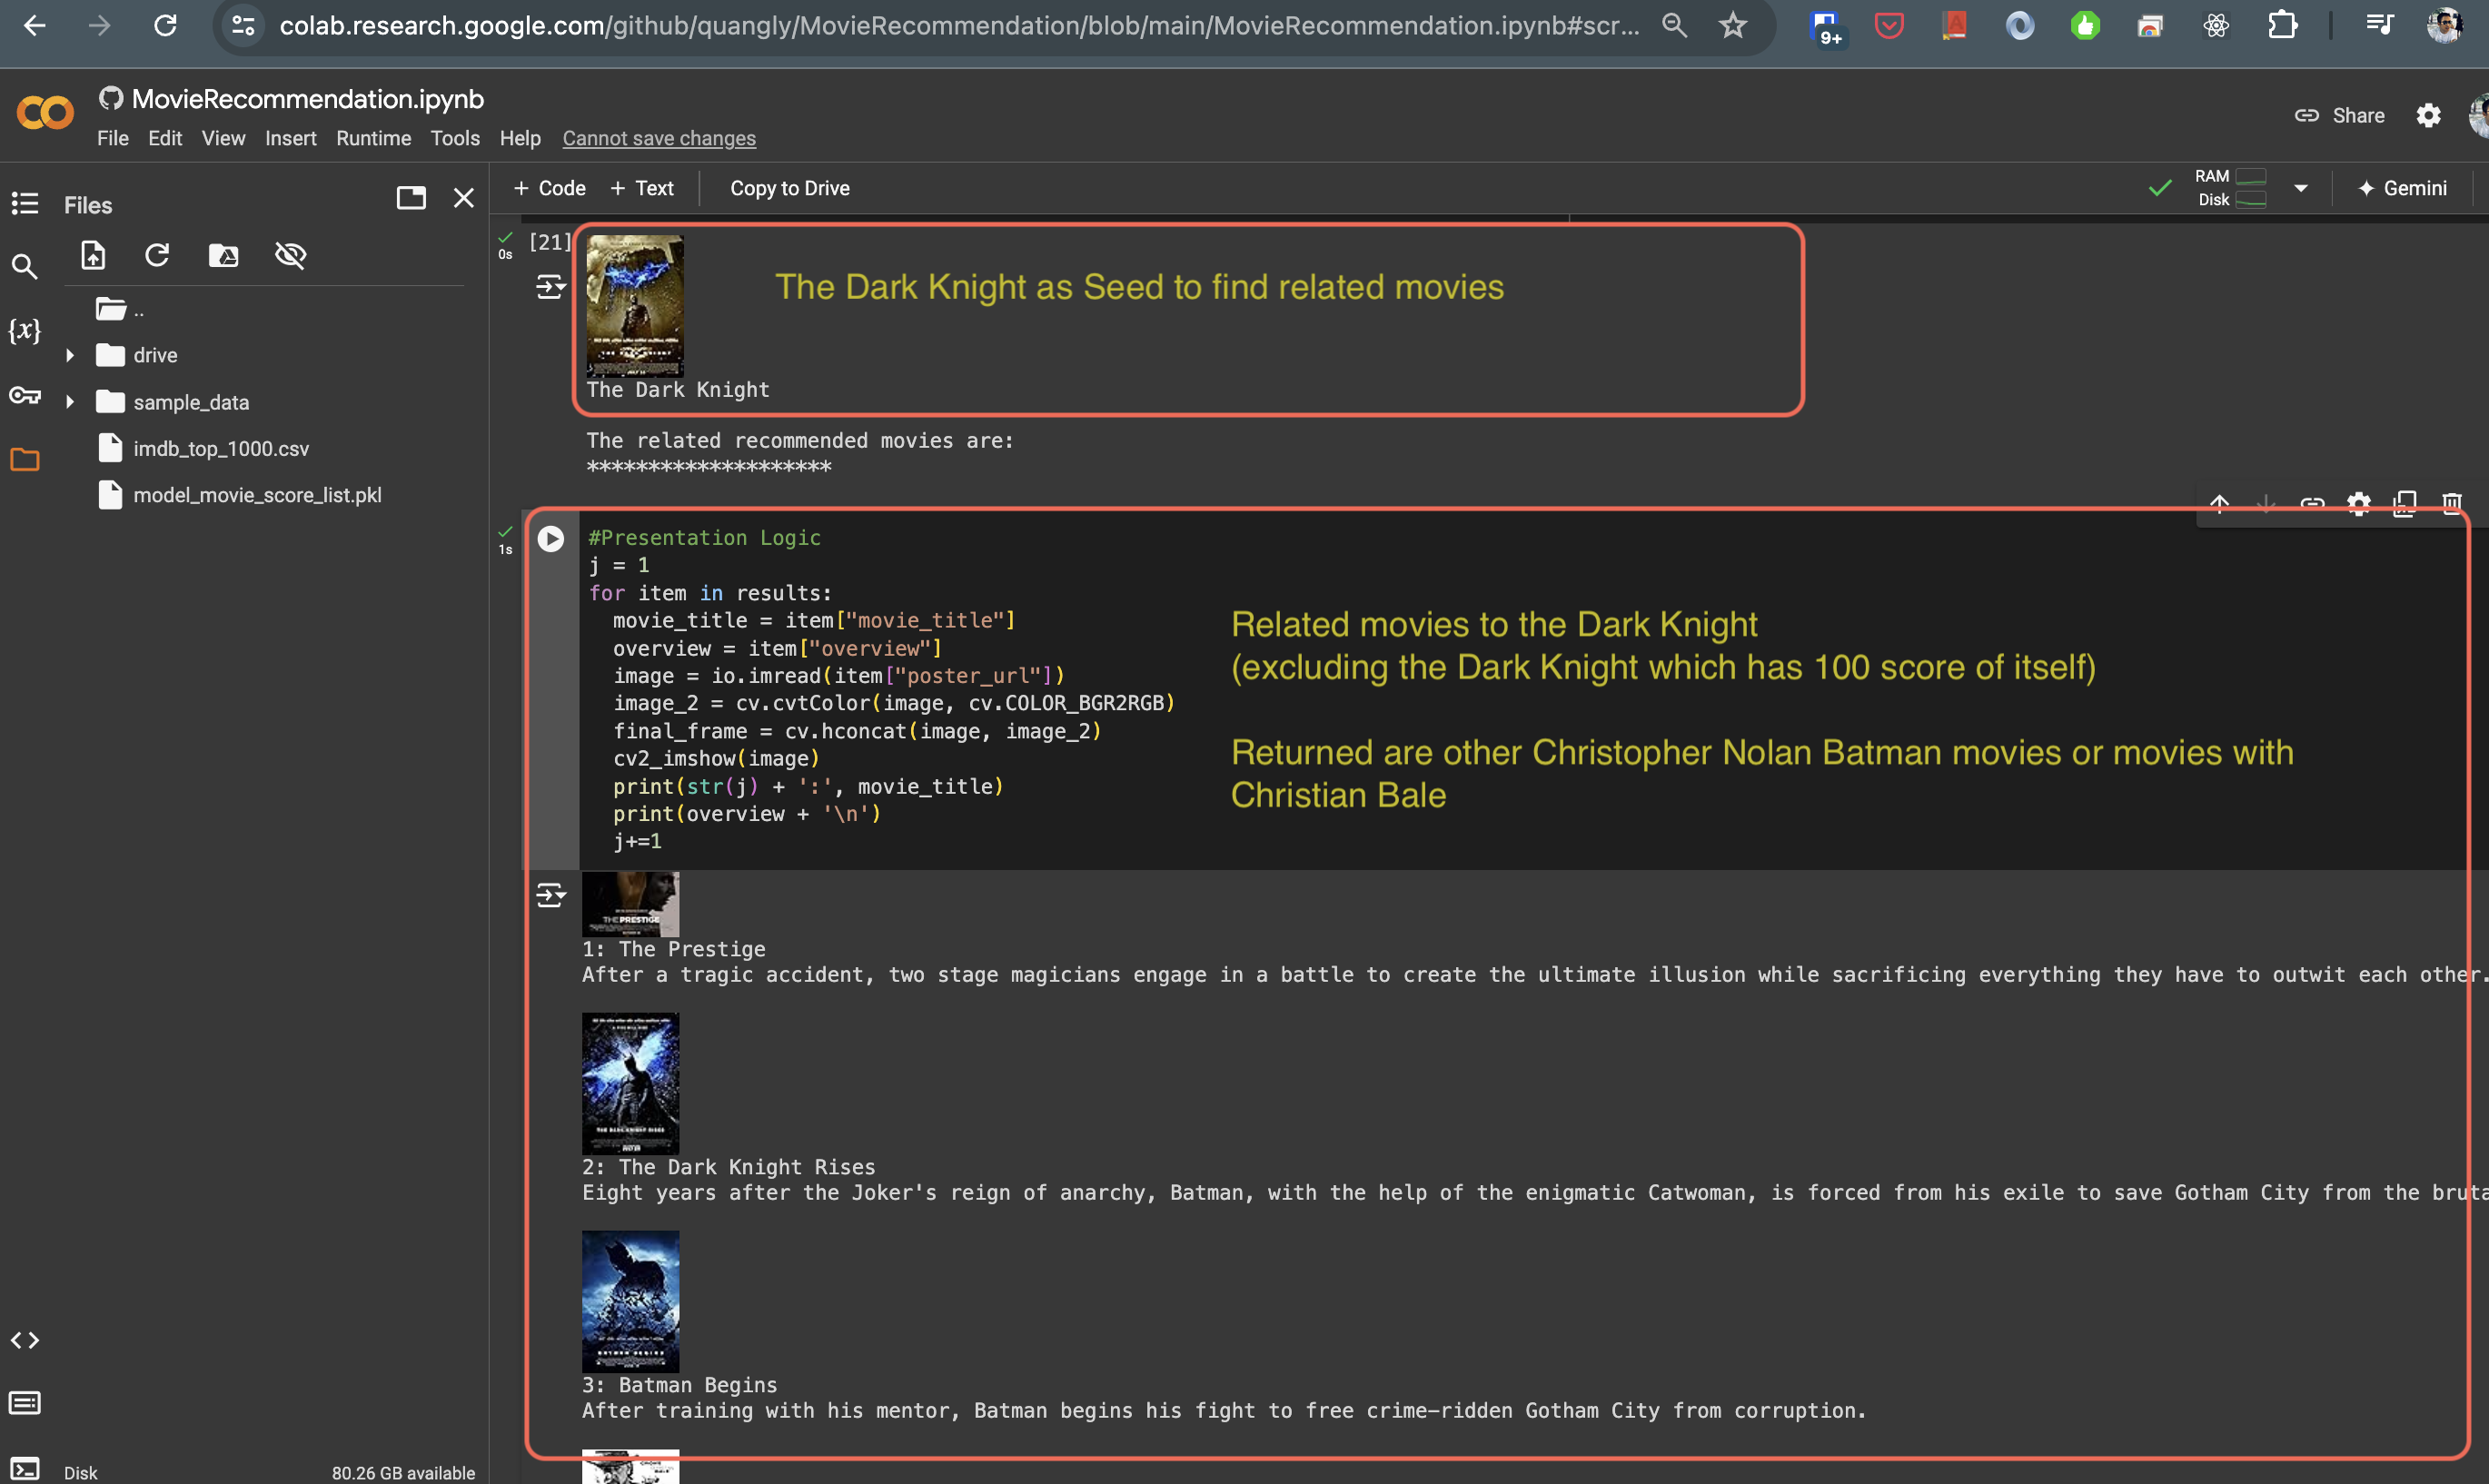 colab.research.google.com/github/quangly/MovieRecommendation/blob/main/MovieRecommendation.ipynb#scr...
9+
MovieRecommendation.ipynb
File Edit View Insert Runtime Tools Help Cannot save changes
Share
Files
+ Code + Text Copy to Drive
RAM
Disk
Gemini
..
drive
sample_data
imdb_top_1000.csv
model_movie_score_list.pkl
0s
[21]
The Dark Knight as Seed to find related movies
THE DARK KNIGHT
The Dark Knight
The related recommended movies are:
********************
1s
#Presentation Logic
j = 1
for item in results:
movie_title = item["movie_title"]
overview = item["overview"]
image = io.imread(item["poster_url"])
image_2 = cv.cvtColor(image, cv.COLOR_BGR2RGB)
final_frame = cv.hconcat(image, image_2)
cv2_imshow(image)
print(str(j) + ':', movie_title)
print(overview + '\n')
j+=1
Related movies to the Dark Knight
(excluding the Dark Knight which has 100 score of itself)
Returned are other Christopher Nolan Batman movies or movies with
Christian Bale
THE PRESTIGE
1: The Prestige
After a tragic accident, two stage magicians engage in a battle to create the ultimate illusion while sacrificing everything they have to outwit each other.
THE DARK KNIGHT RISES
2: The Dark Knight Rises
Eight years after the Joker's reign of anarchy, Batman, with the help of the enigmatic Catwoman, is forced from his exile to save Gotham City from the bruta
BATMAN BEGINS
3: Batman Begins
After training with his mentor, Batman begins his fight to free crime-ridden Gotham City from corruption.
Disk
80.26 GB available